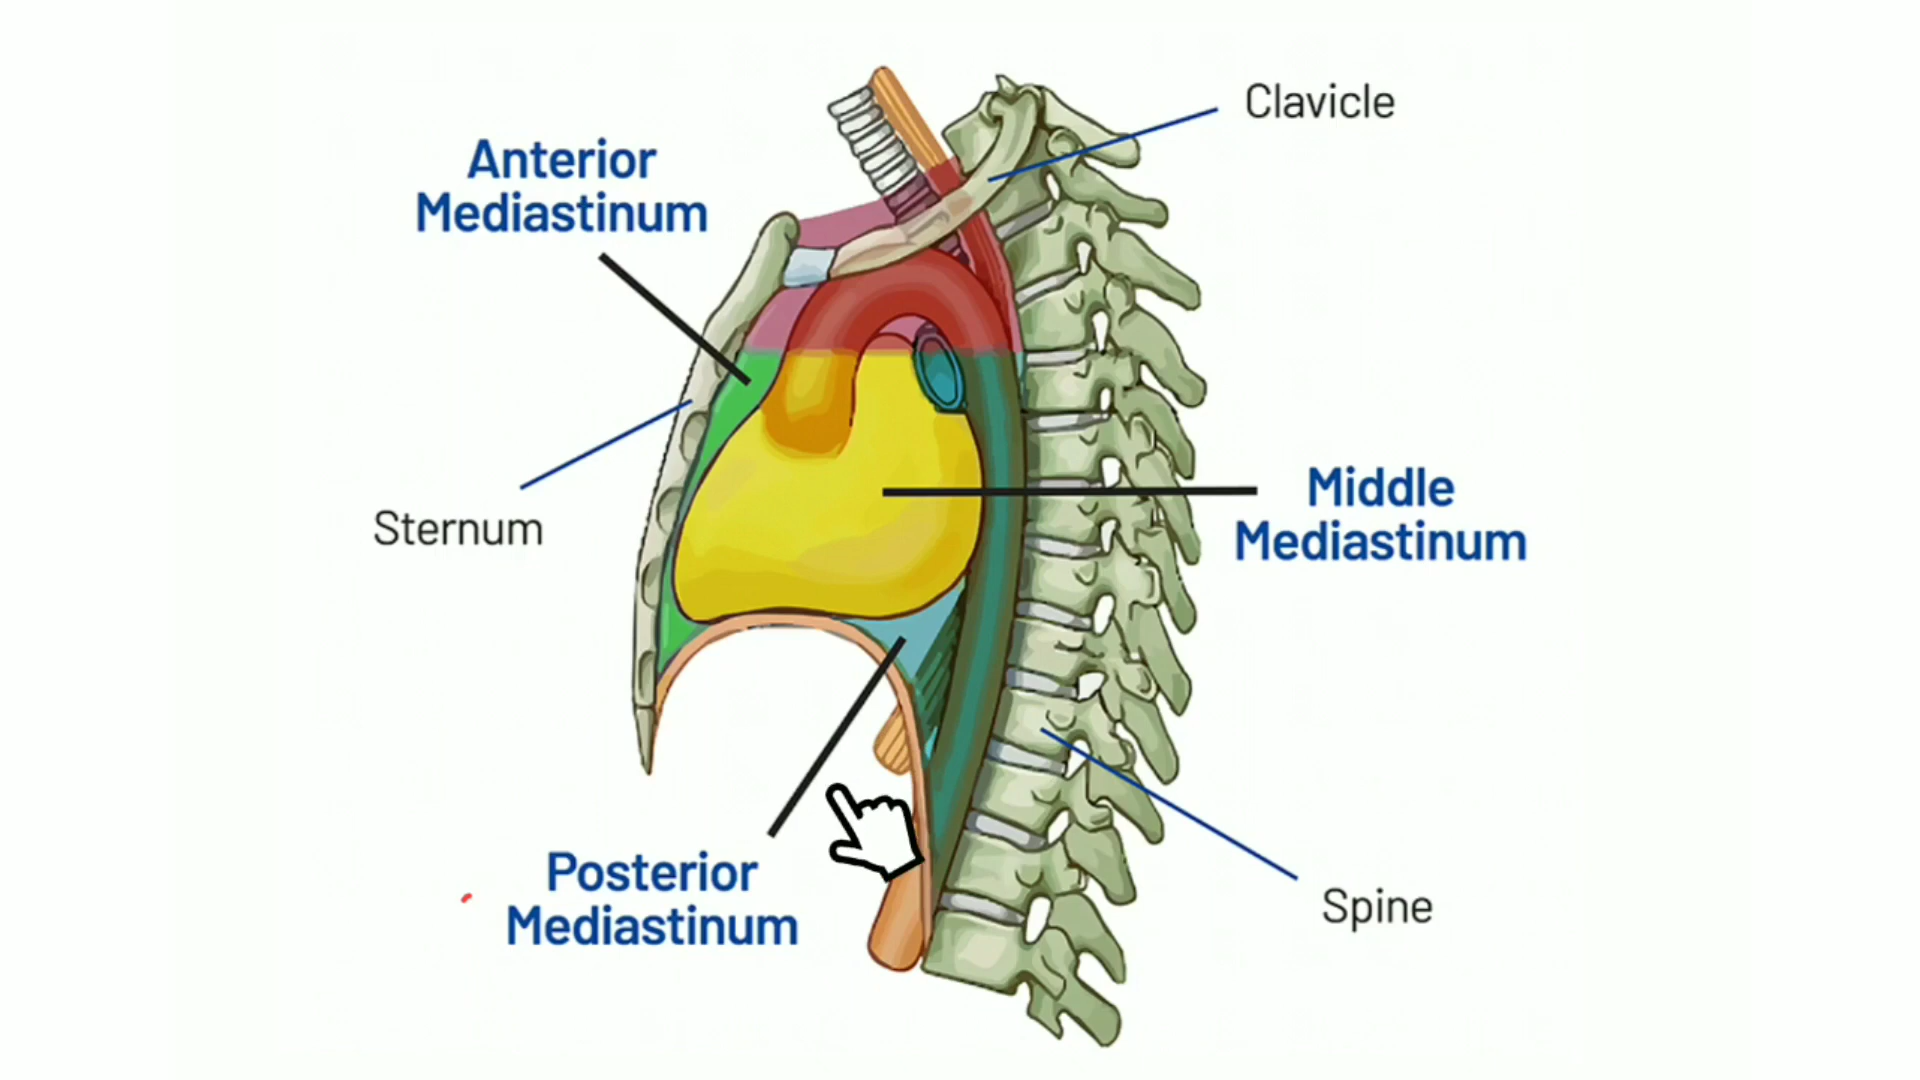 Clavicle
Anterior
Mediastinum
Sternum
Middle
Mediastinum
Posterior
Mediastinum
Spine